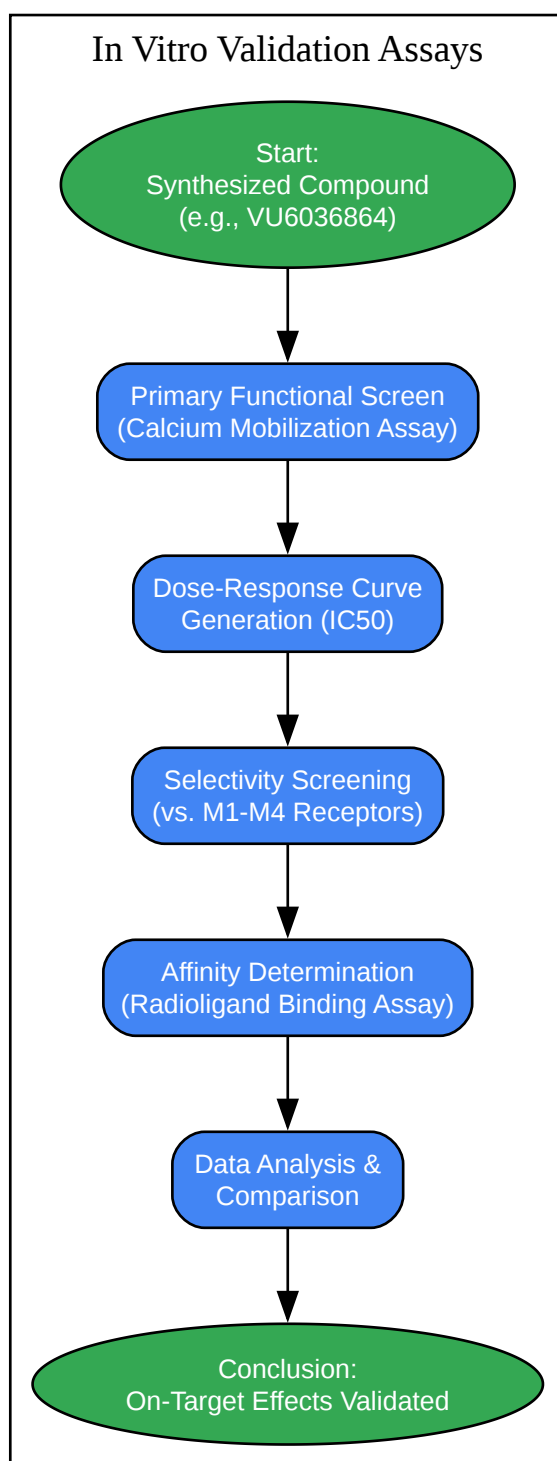 In Vitro Validation Assays
Start:
Synthesized Compound
(e.g., VU6036864)
Primary Functional Screen
(Calcium Mobilization Assay)
Dose-Response Curve
Generation (IC50)
Selectivity Screening
(vs. M1-M4 Receptors)
Affinity Determination
(Radioligand Binding Assay)
Data Analysis &
Comparison
Conclusion:
On-Target Effects Validated